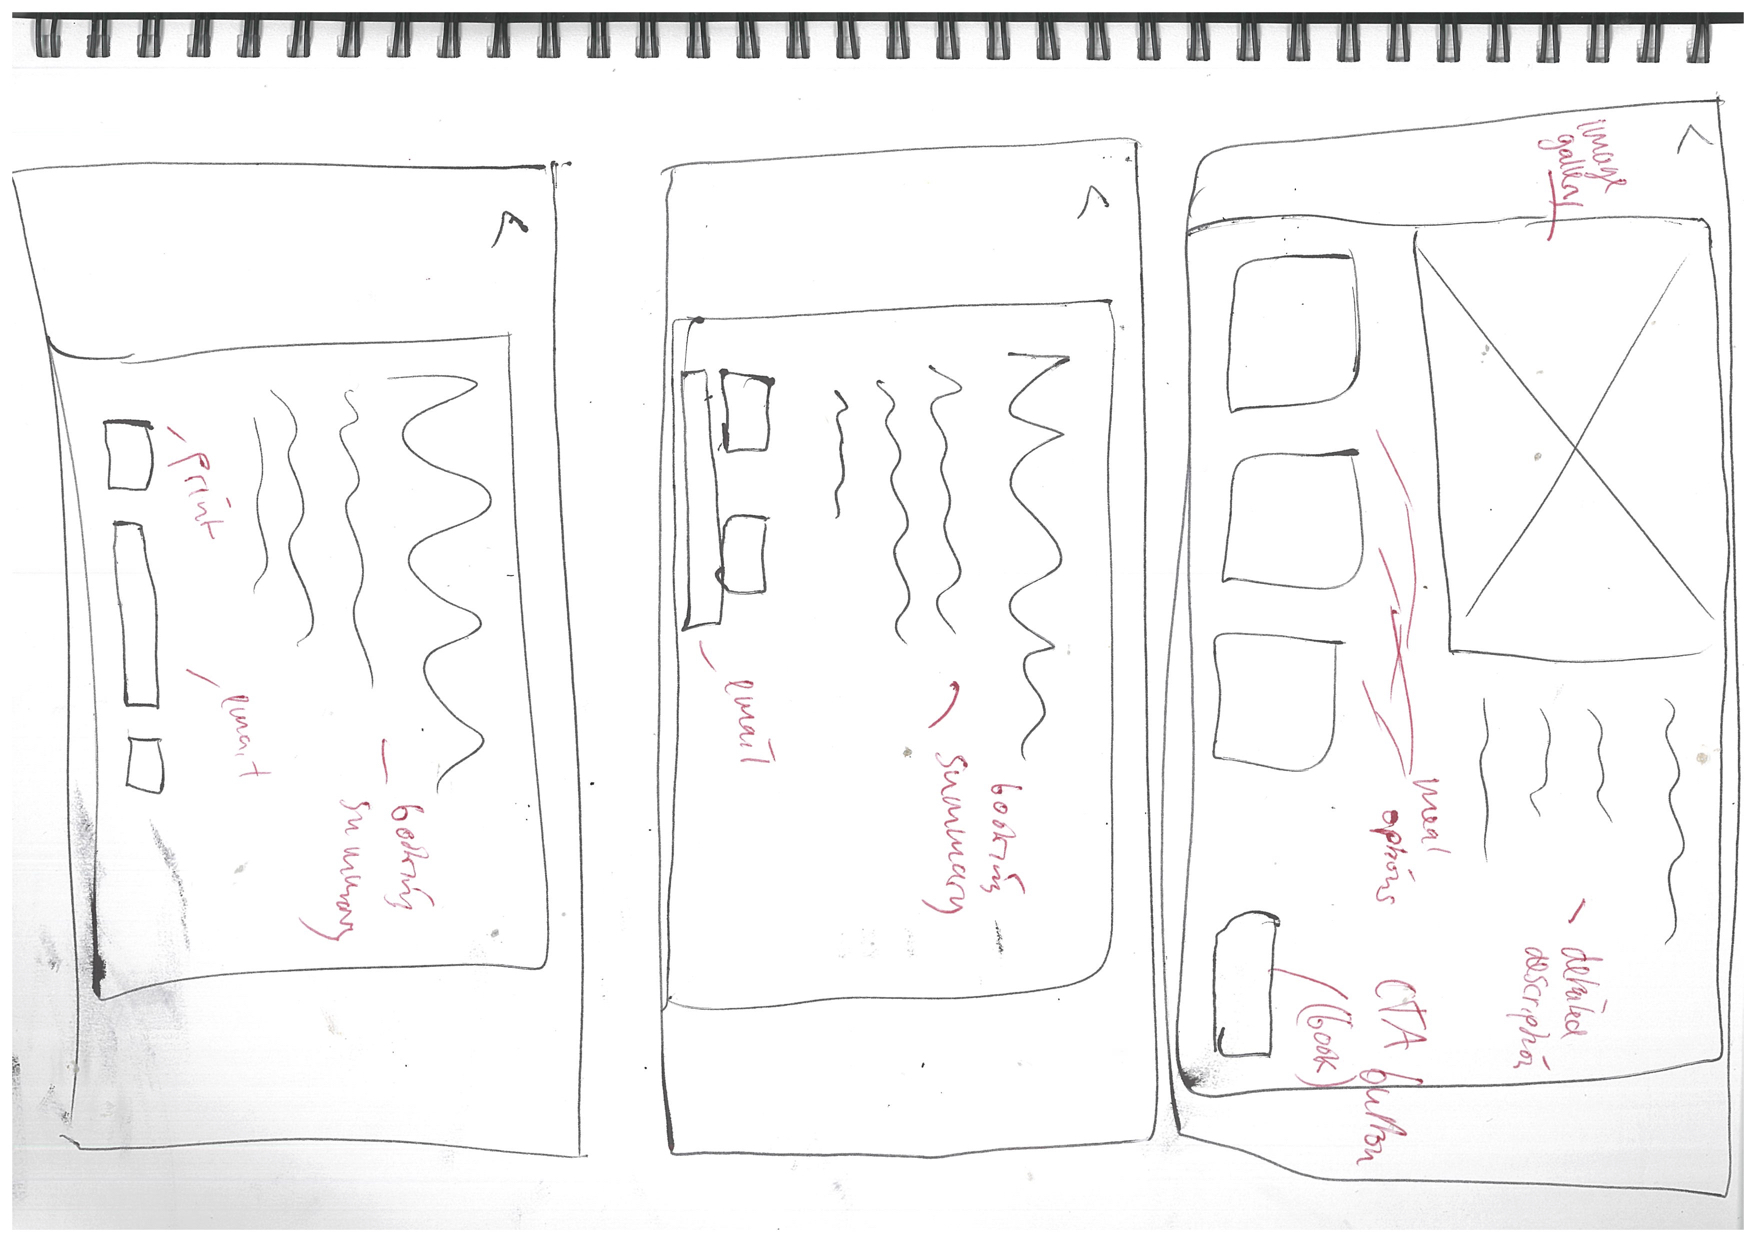 image
gallery
meal
options
detailed
description
CTA button
(book)
booking
summary
email
booking
summary
print
email